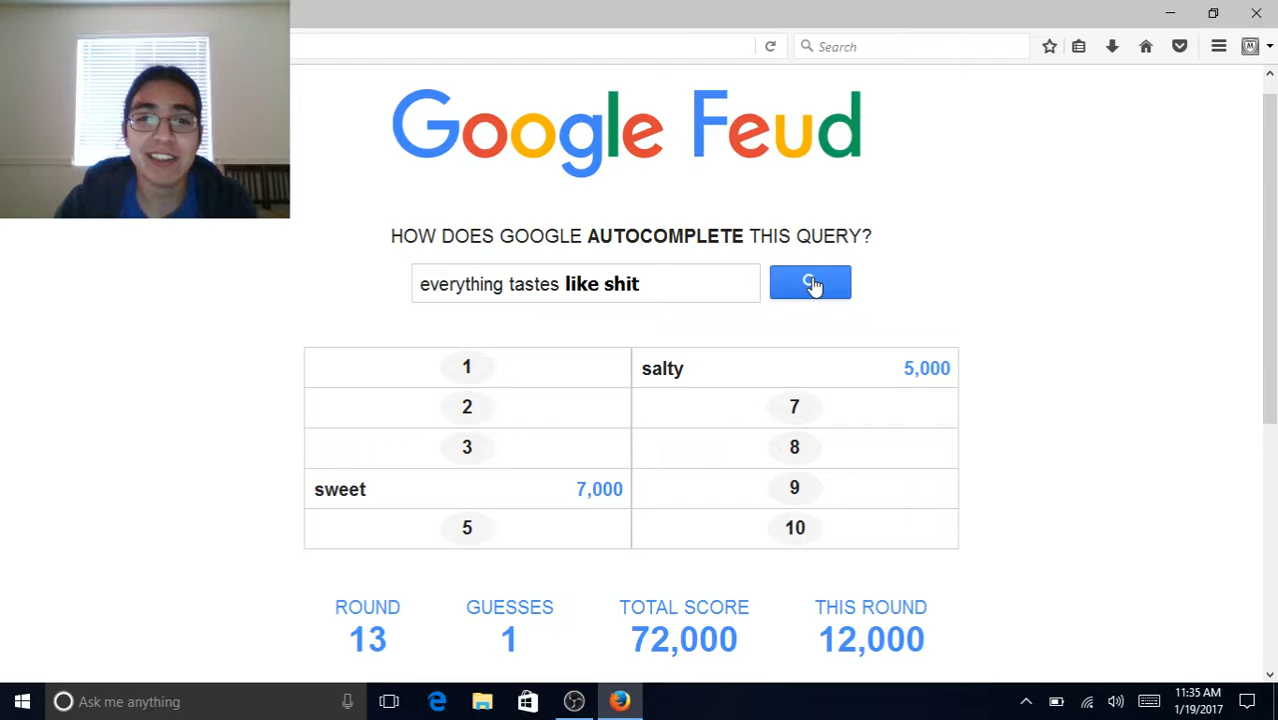 Search
Google Feud
HOW DOES GOOGLE AUTOCOMPLETE THIS QUERY?
everything tastes like shit
1
salty 5,000
2
7
3
8
sweet 7,000
9
5
10
ROUND GUESSES TOTAL SCORE THIS ROUND
13 1 72,000 12,000
Ask me anything
11:35 AM
1/19/2017